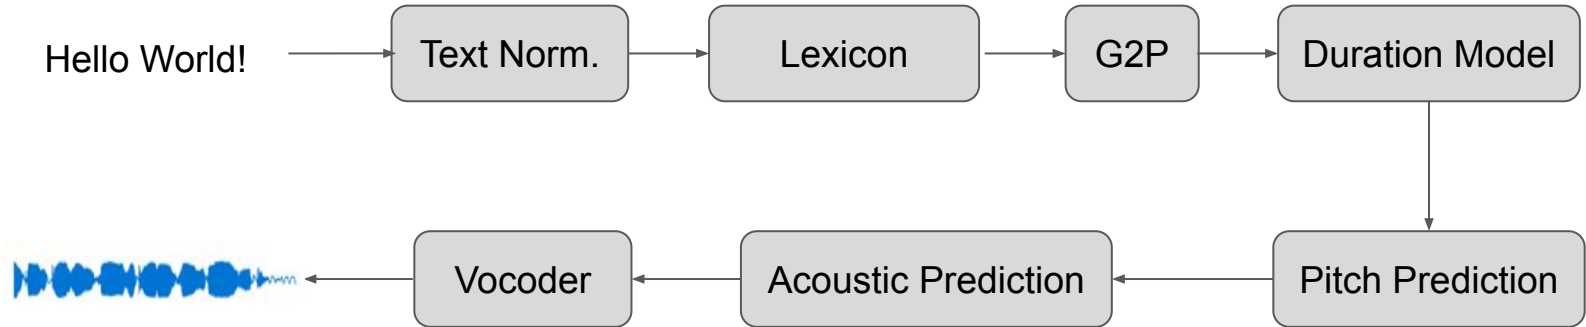 Hello World!
Text Norm.
Lexicon
G2P
Duration Model
Pitch Prediction
Acoustic Prediction
Vocoder